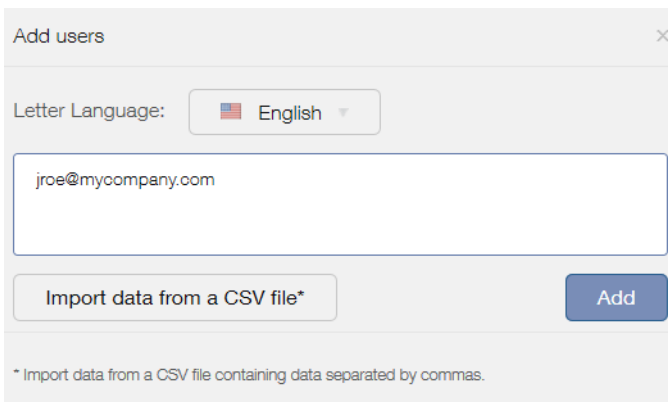 Add users
Letter Language: English
jroe@mycompany.com
Import data from a CSV file* Add
* Import data from a CSV file containing data separated by commas.